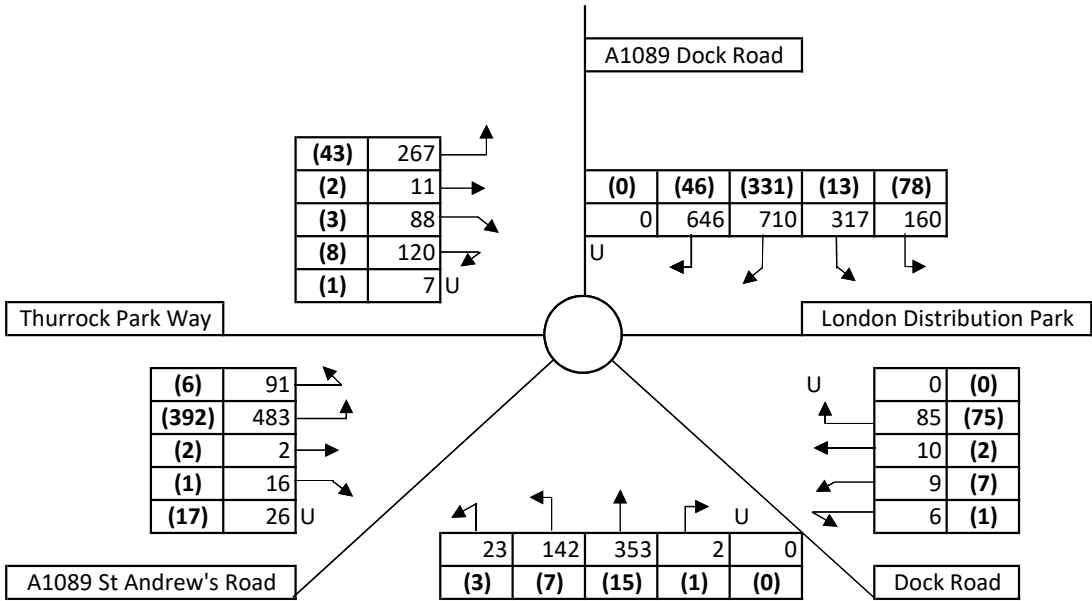 A1089 Dock Road
(43) 267
(2) 11
(3) 88
(8) 120
(1) 7 U
(0) (46) (331) (13) (78)
0 646 710 317 160
U
Thurrock Park Way
London Distribution Park
(6) 91
(392) 483
(2) 2
(1) 16
(17) 26 U
U 0 (0)
85 (75)
10 (2)
9 (7)
6 (1)
U
23 142 353 2 0
(3) (7) (15) (1) (0)
A1089 St Andrew's Road
Dock Road